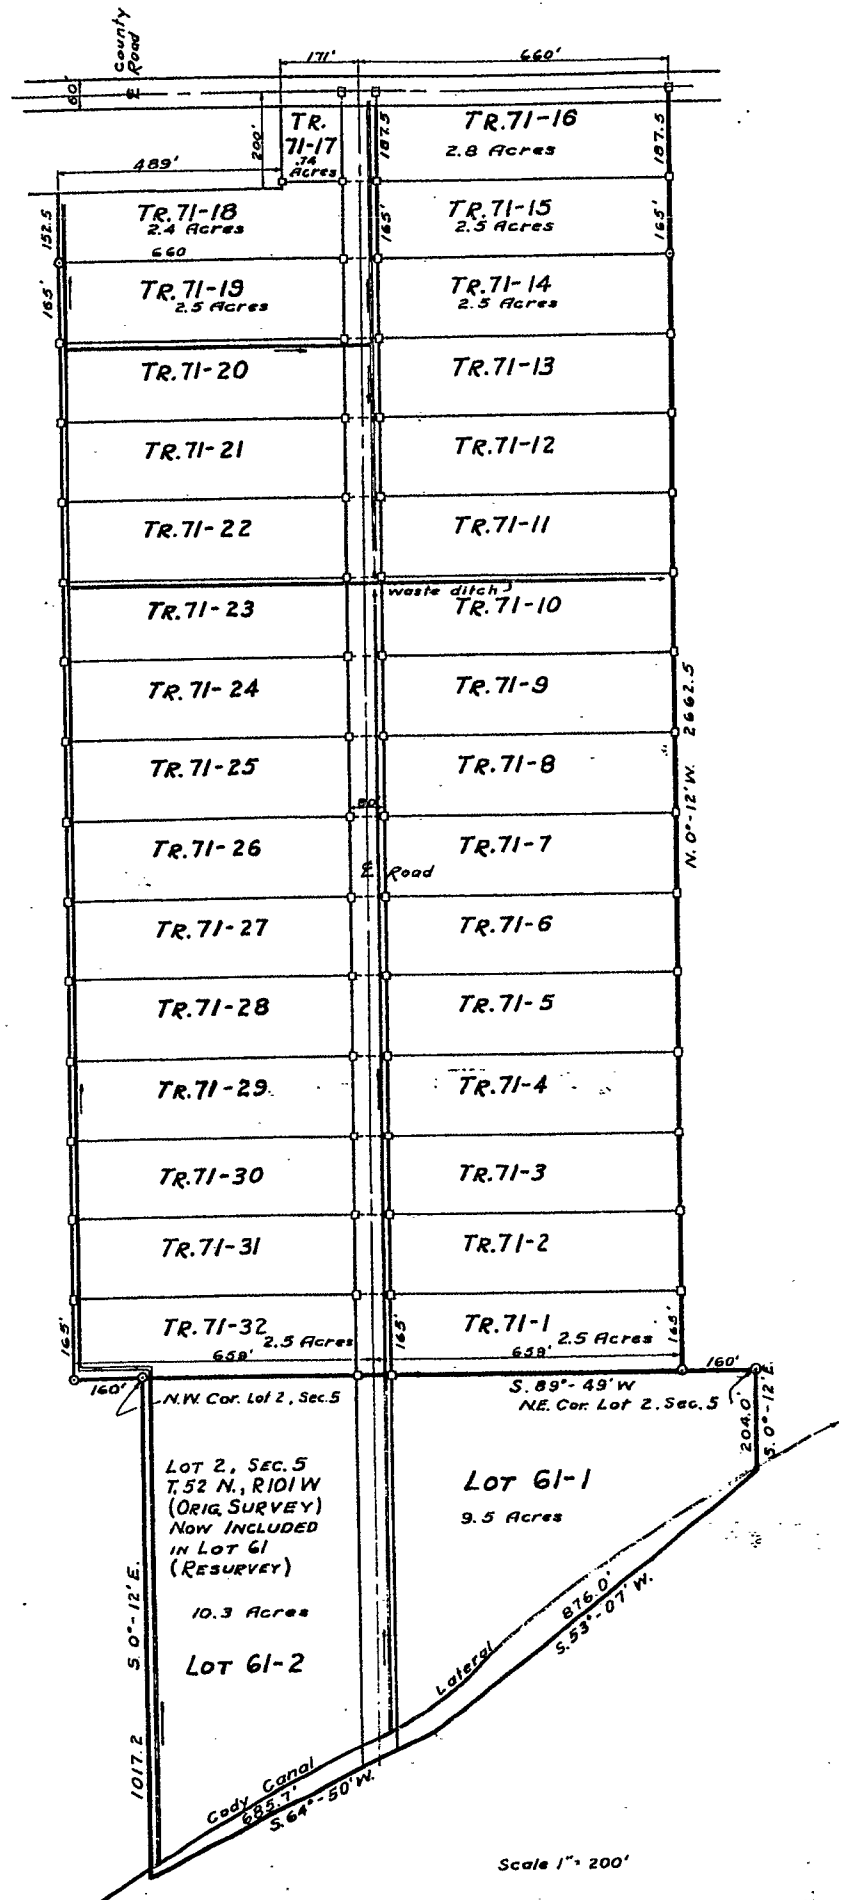 County
Road
171'
660'
60'
200'
187.5
187.5
TR.
71-17
.74
Acres
TR.71-16
2.8 Acres
489'
152.5
165'
165'
TR.71-18
2.4 Acres
TR.71-15
2.5 Acres
660
165'
TR.71-19
2.5 Acres
TR.71-14
2.5 Acres
TR.71-20
TR.71-13
TR.71-21
TR.71-12
TR.71-22
TR.71-11
waste ditch
TR.71-23
TR.71-10
TR.71-24
TR.71-9
N. 0°-12' W. 2662.5
TR.71-25
TR.71-8
80'
TR.71-26
TR.71-7
Road
TR.71-27
TR.71-6
TR.71-28
TR.71-5
TR.71-29
TR.71-4
TR.71-30
TR.71-3
TR.71-31
TR.71-2
165'
TR.71-32
2.5 Acres
165'
TR.71-1
2.5 Acres
165'
659'
659'
160'
160'
N.W. Cor. Lot 2, Sec. 5
S. 89°-49' W
N.E. Cor. Lot 2, Sec. 5
204.0'
S. 0°-12' E.
LOT 2, SEC. 5
T. 52 N., R 101 W
(ORIG. SURVEY)
NOW INCLUDED
IN LOT 61
(RESURVEY)
LOT 61-1
9.5 Acres
10.3 Acres
LOT 61-2
1017.2 S. 0°-12' E.
876.0'
S. 53°-07' W.
Cody Canal Lateral
685.7'
S. 64°-50' W.
Scale 1" = 200'